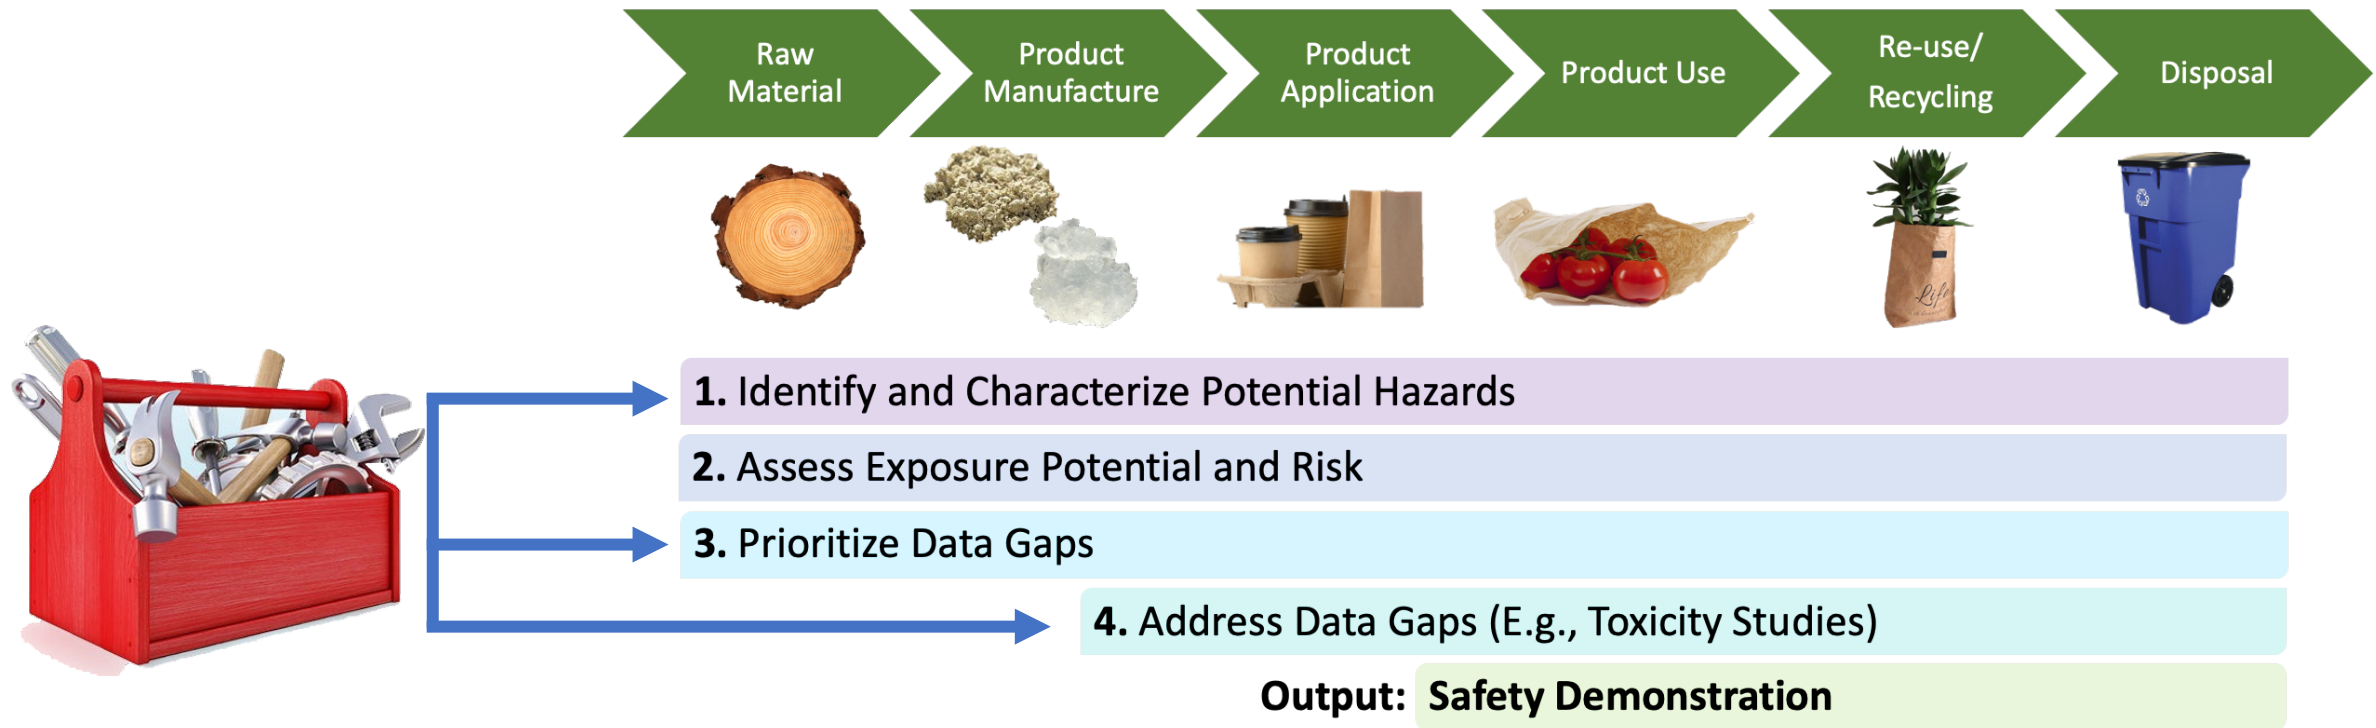 Raw
Material
Product
Manufacture
Product
Application
Product Use
Re-use/
Recycling
Disposal
Life
1. Identify and Characterize Potential Hazards
2. Assess Exposure Potential and Risk
3. Prioritize Data Gaps
4. Address Data Gaps (E.g., Toxicity Studies)
Output: Safety Demonstration